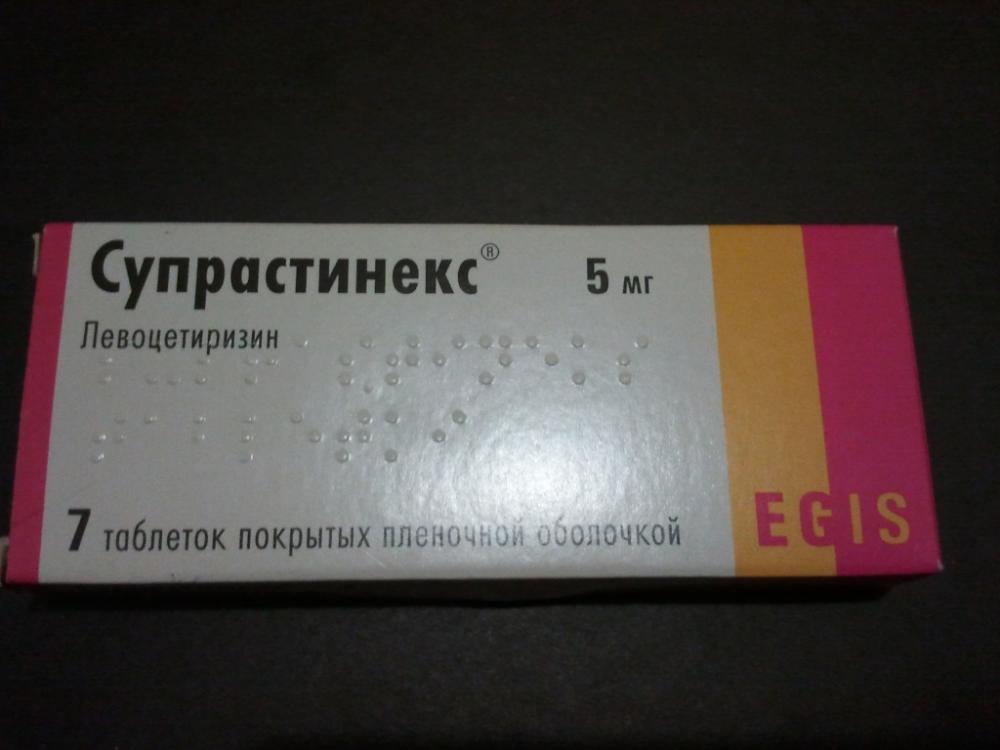 Супрастинекс® 5 мг
Левоцетиризин
7 таблеток покрытых пленочной оболочкой
EGIS